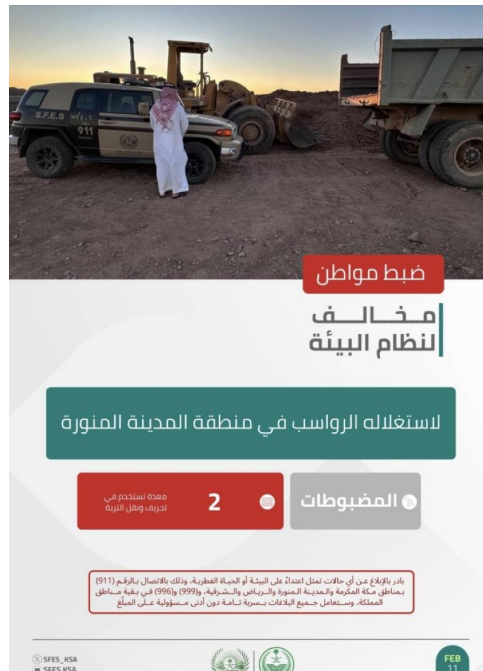 S.F.E.S
911
ضبط مواطن
مخالف
لنظام البيئة
لاستغلاله الرواسب في منطقة المدينة المنورة
المضبوطات
2
معدة تستخدم في
تجريف ونقل التربة
بادر بالإبلاغ عن أي حالات تمثل اعتداءً على البيئة أو الحياة الفطرية، وذلك بالاتصال بالرقم (911)
بمناطق مكة المكرمة والمدينة المنورة والرياض والشرقية، و(999) و(996) في بقية مناطق
المملكة، وستعامل جميع البلاغات بسرية تامة دون أدنى مسؤولية على المبلّغ
SFES_KSA
SFES.KSA
FEB
11